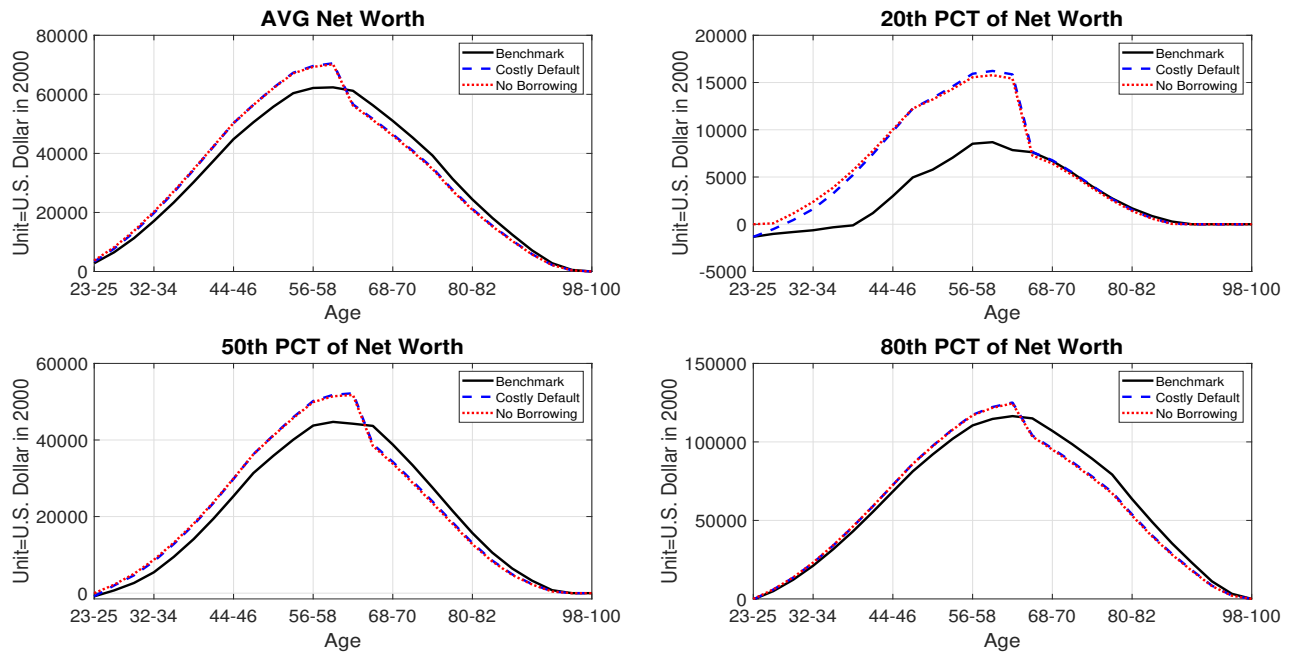 AVG Net Worth
Unit=U.S. Dollar in 2000
80000
60000
40000
20000
0
23-25 32-34 44-46 56-58 68-70 80-82 98-100
Age
Benchmark
Costly Default
No Borrowing
20th PCT of Net Worth
Unit=U.S. Dollar in 2000
20000
15000
10000
5000
0
-5000
23-25 32-34 44-46 56-58 68-70 80-82 98-100
Age
Benchmark
Costly Default
No Borrowing
50th PCT of Net Worth
Unit=U.S. Dollar in 2000
60000
40000
20000
0
23-25 32-34 44-46 56-58 68-70 80-82 98-100
Age
Benchmark
Costly Default
No Borrowing
80th PCT of Net Worth
Unit=U.S. Dollar in 2000
150000
100000
50000
0
23-25 32-34 44-46 56-58 68-70 80-82 98-100
Age
Benchmark
Costly Default
No Borrowing